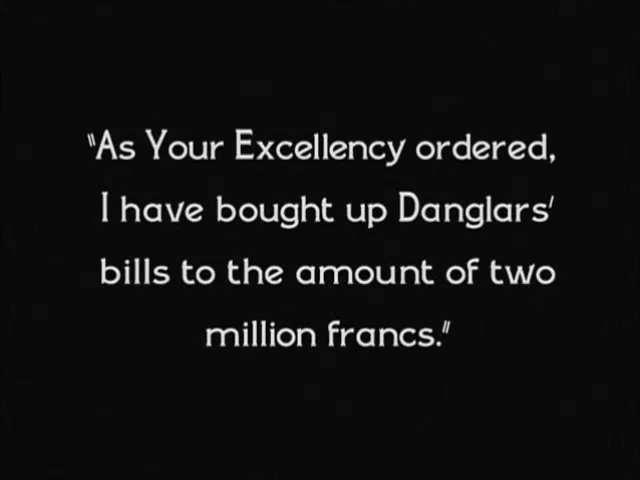 "As Your Excellency ordered,
I have bought up Danglars'
bills to the amount of two
million francs."